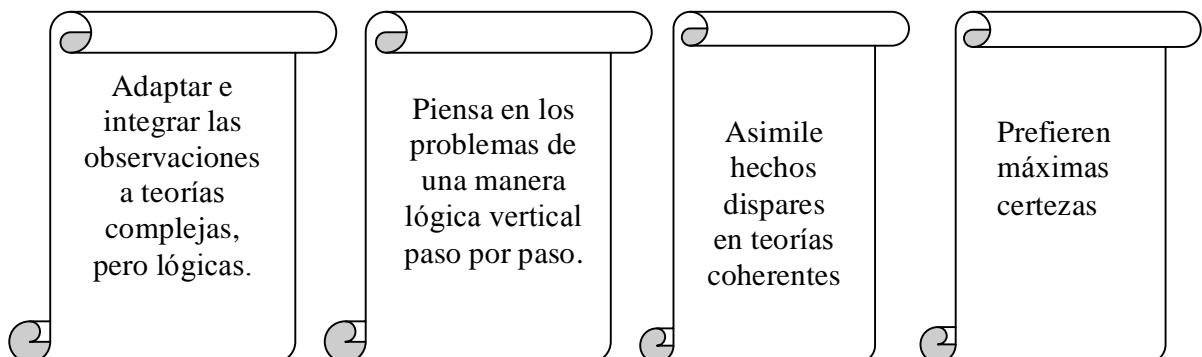 Adaptar e
integrar las
observaciones
a teorías
complejas,
pero lógicas.
Piensa en los
problemas de
una manera
lógica vertical
paso por paso.
Asimile
hechos
dispares
en teorías
coherentes
Prefieren
máximas
certezas